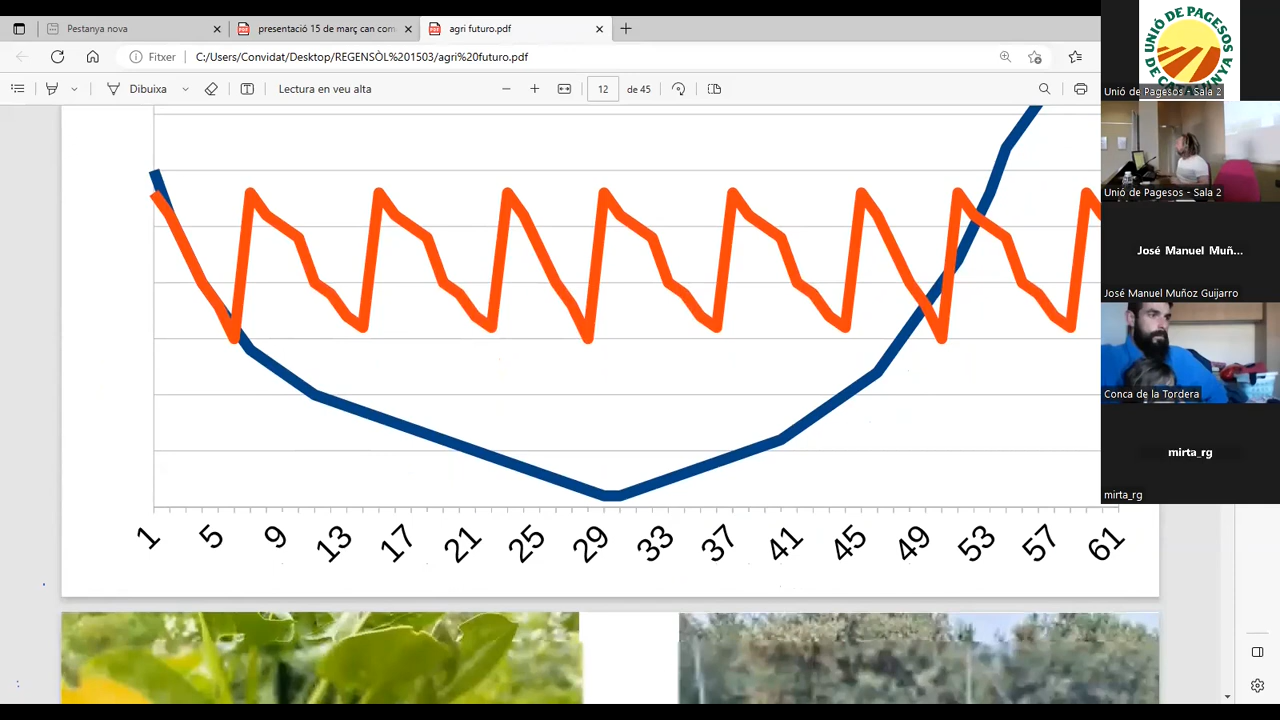 Pestanya nova
presentació 15 de març can com
agri futuro.pdf
Fitxer
C:/Users/Convidat/Desktop/REGENSÒL%201503/agri%20futuro.pdf
Dibuixa
Lectura en veu alta
12
de 45
1
5
9
13
17
21
25
29
33
37
41
45
49
53
57
61
UNIÓ DE PAGESOS
DE CATALUNYA
Unió de Pagesos - Sala 2
Unió de Pagesos - Sala 2
José Manuel Muñ...
José Manuel Muñoz Guijarro
Conca de la Tordera
mirta_rg
mirta_rg